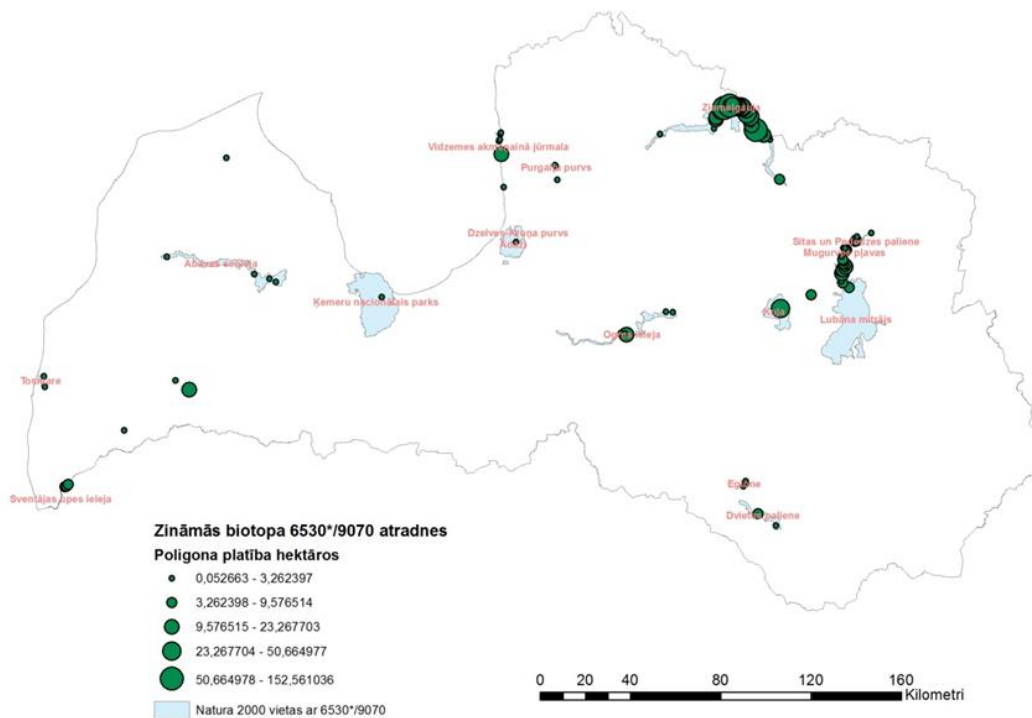 Ziemeļgauja
Vidzemes akmeņainā jūrmala
Purgaiļu purvs
Dzelves-Kroņa purvs
Ādaži
Sitas un Pededzes paliene
Mugurves pļavas
Abavas senleja
Ķemeru nacionālais parks
Lubāna mitrājs
Ogres ieleja
Tosmare
Sventājas upes ieleja
Eglone
Dvietes paliene
Zināmās biotopa 6530*/9070 atradnes
Poligona platība hektāros
0,052663 - 3,262397
3,262398 - 9,576514
9,576515 - 23,267703
23,267704 - 50,664977
50,664978 - 152,561036
Natura 2000 vietas ar 6530*/9070
0 20 40 80 120 160
Kilometri